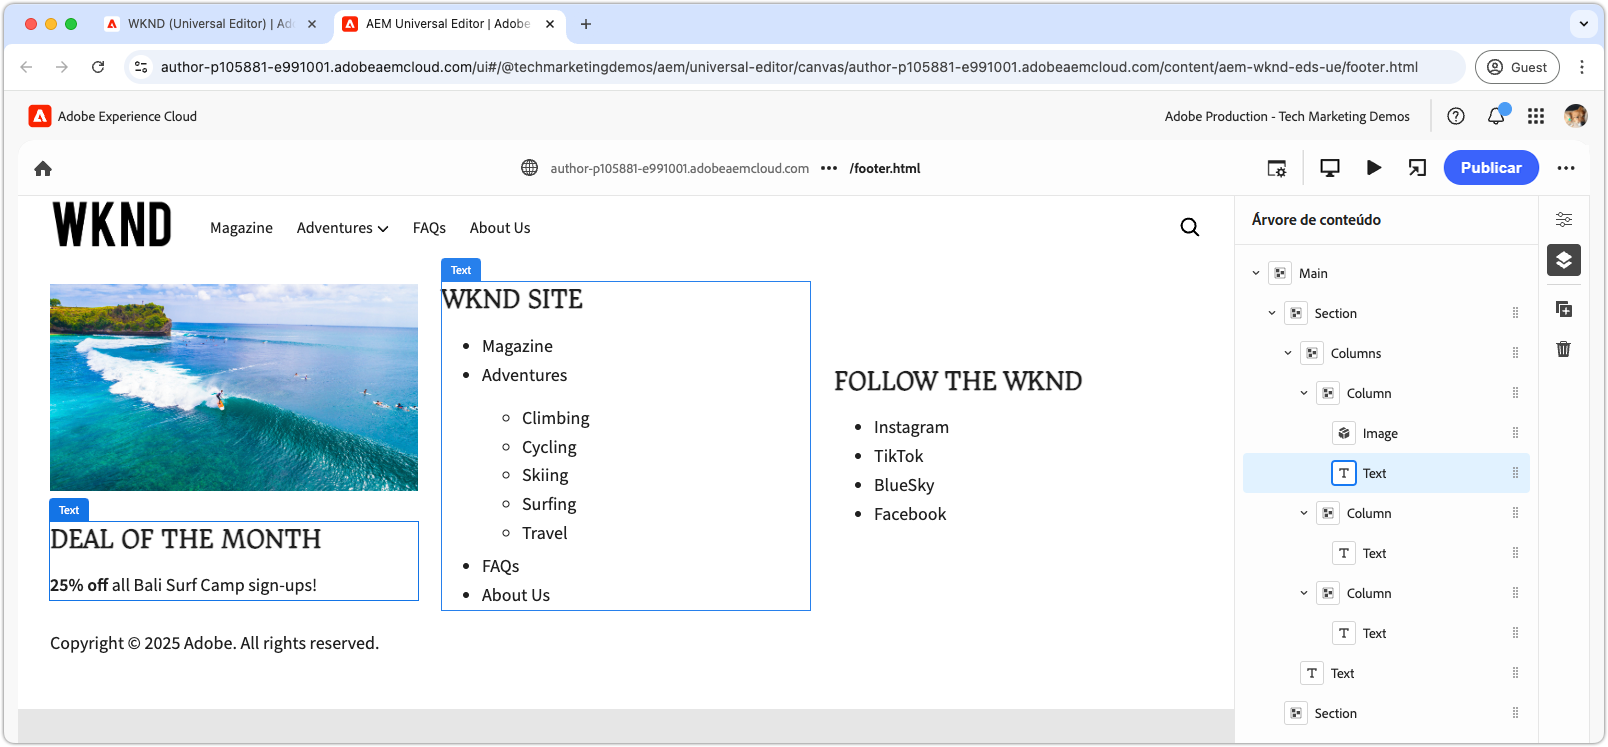 WKND (Universal Editor) | Ad
AEM Universal Editor | Adobe
author-p105881-e991001.adobeaemcloud.com/ui#/@techmarketingdemos/aem/universal-editor/canvas/author-p105881-e991001.adobeaemcloud.com/content/aem-wknd-eds-ue/footer.html
Guest
Adobe Experience Cloud
Adobe Production - Tech Marketing Demos
author-p105881-e991001.adobeaemcloud.com ••• /footer.html
Publicar
WKND
Magazine
Adventures
FAQs
About Us
Text
DEAL OF THE MONTH
25% off all Bali Surf Camp sign-ups!
Text
WKND SITE
Magazine
Adventures
Climbing
Cycling
Skiing
Surfing
Travel
FAQs
About Us
FOLLOW THE WKND
Instagram
TikTok
BlueSky
Facebook
Copyright © 2025 Adobe. All rights reserved.
Árvore de conteúdo
Main
Section
Columns
Column
Image
Text
Column
Text
Column
Text
Text
Section